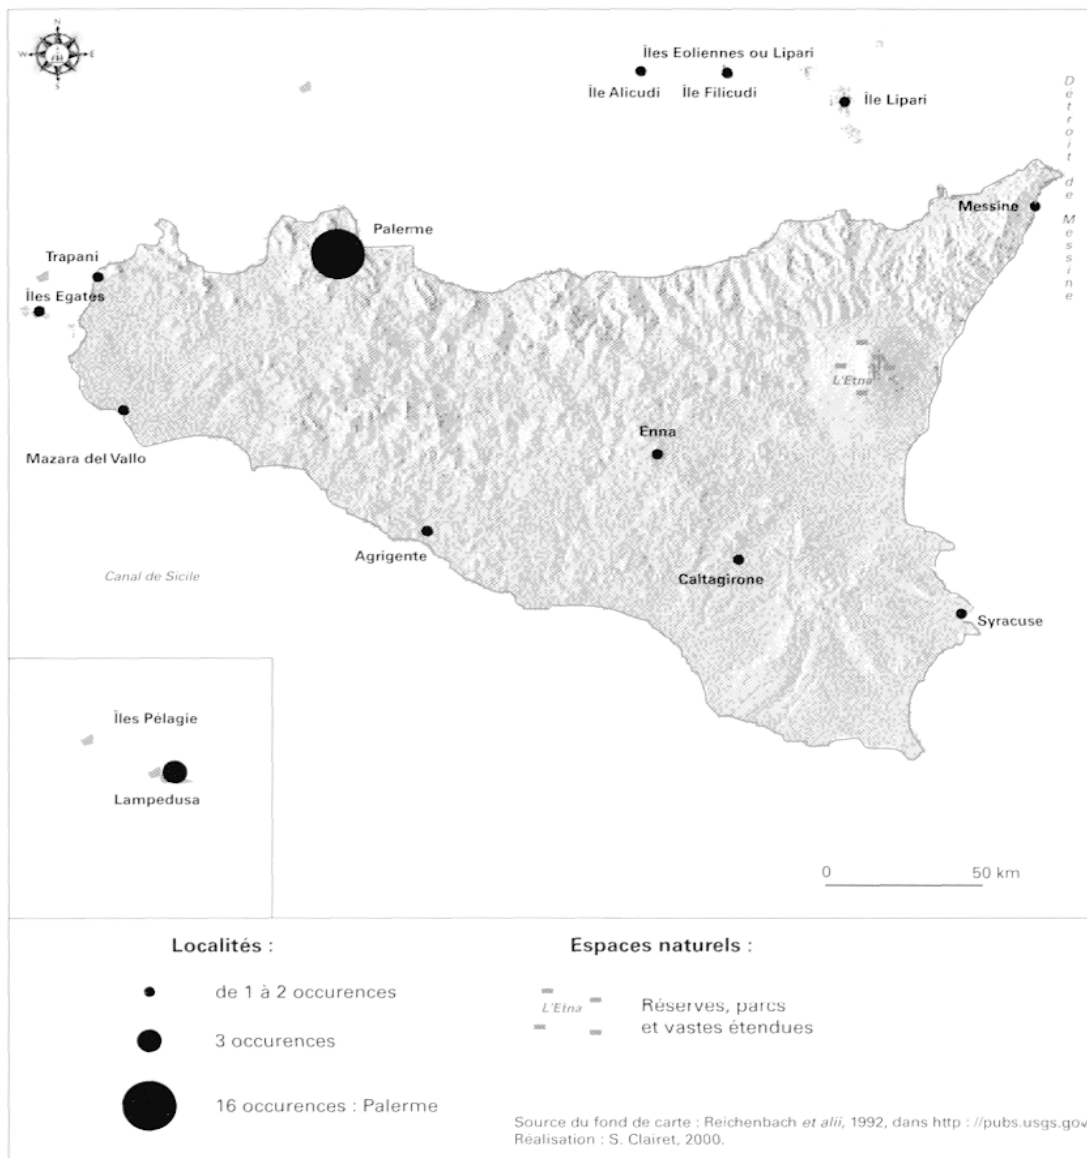 N
W
E
S
Îles Eoliennes ou Lipari
Île Alicudi
Île Filicudi
Île Lipari
Détroit de Messine
Messine
Palerme
Trapani
Îles Egates
L'Etna
Mazara del Vallo
Enna
Agrigente
Caltagirone
Canal de Sicile
Syracuse
Îles Pélagie
Lampedusa
0 50 km
Localités :
de 1 à 2 occurences
3 occurences
16 occurences : Palerme
Espaces naturels :
L'Etna
Réserves, parcs
et vastes étendues
Source du fond de carte : Reichenbach et alii, 1992, dans http : //pubs.usgs.gov
Réalisation : S. Clairet, 2000.